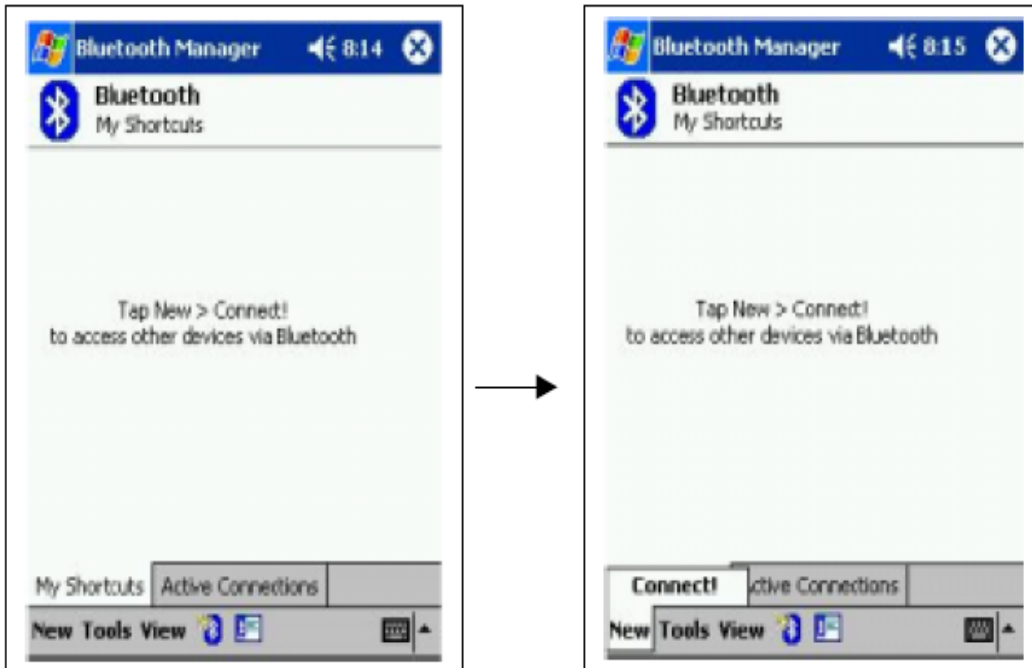 Bluetooth Manager 8:14
Bluetooth
My Shortcuts
Tap New > Connect!
to access other devices via Bluetooth
My Shortcuts Active Connections
New Tools View
Bluetooth Manager 8:15
Bluetooth
My Shortcuts
Tap New > Connect!
to access other devices via Bluetooth
Connect! ctive Connections
New Tools View